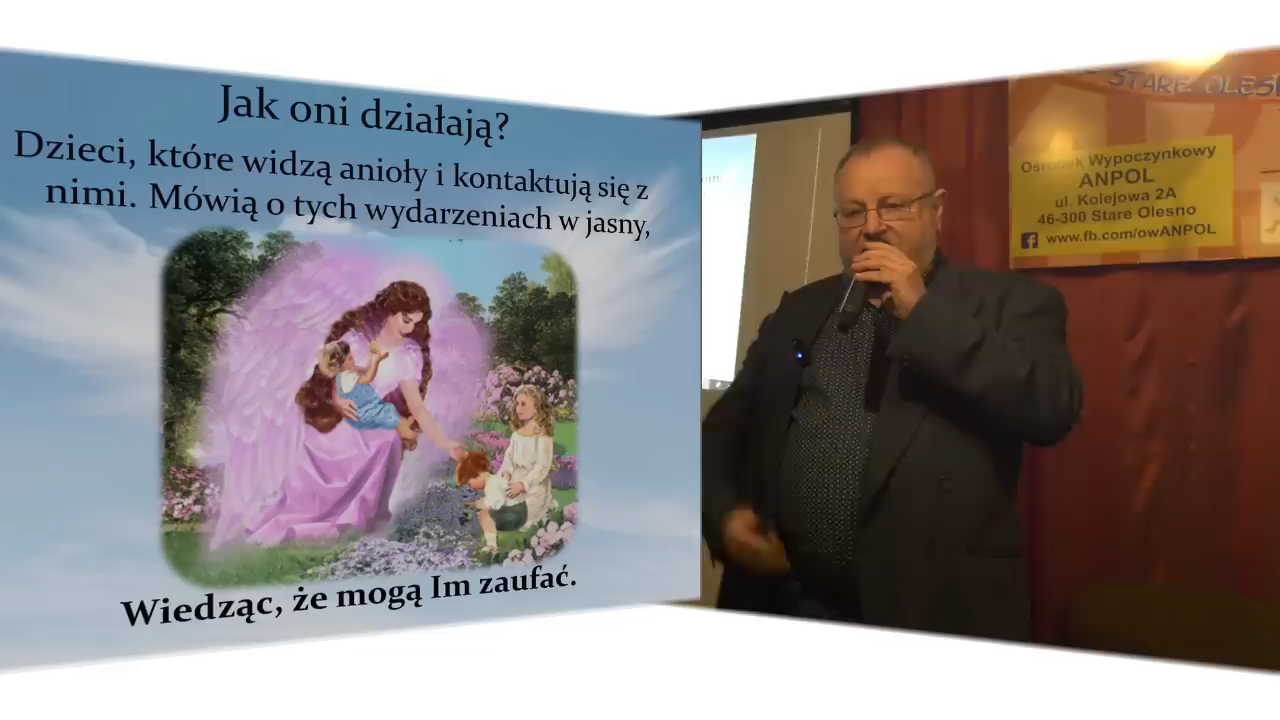 Jak oni działają?
Dzieci, które widzą anioły i kontaktują się z
nimi. Mówią o tych wydarzeniach w jasny,
Wiedząc, że mogą Im zaufać.
STARE OLES
Ośrodek Wypoczynkowy
ANPOL
ul. Kolejowa 2A
46-300 Stare Olesno
www.fb.com/owANPOL